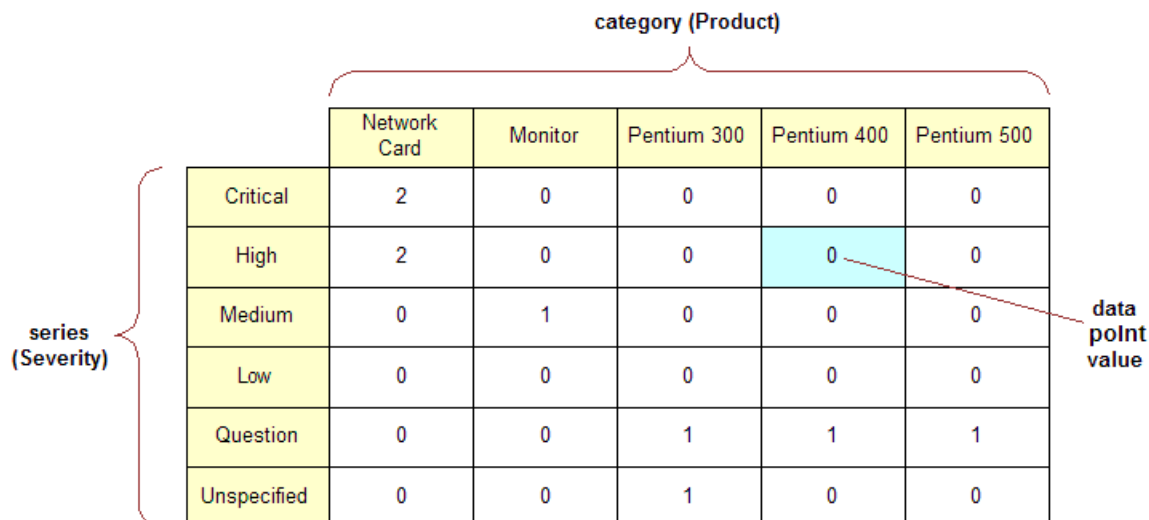 category (Product)
Network Card Monitor Pentium 300 Pentium 400 Pentium 500
Critical 2 0 0 0 0
High 2 0 0 0 0
Medium 0 1 0 0 0
Low 0 0 0 0 0
Question 0 0 1 1 1
Unspecified 0 0 1 0 0
series
(Severity)
data
poInt
value